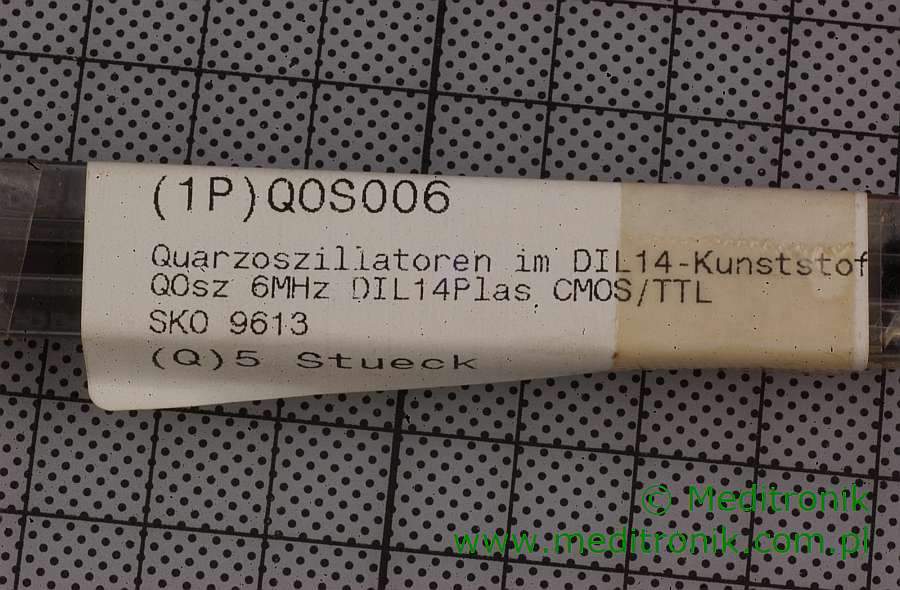 (1P)QOS006
Quarzoszillatoren im DIL14-Kunststof
QOsz 6MHz DIL14Plas CMOS/TTL
SKO 9613
(Q)5 Stueck
© Meditronik
www.meditronik.com.pl